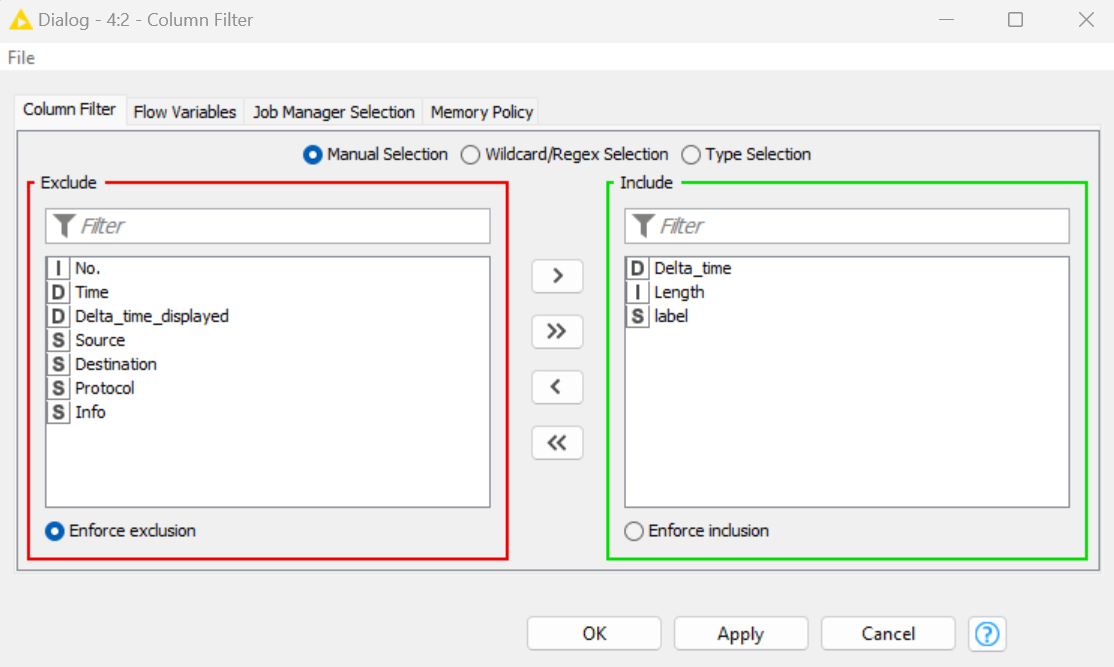 Dialog - 4:2 - Column Filter
File
Column Filter Flow Variables Job Manager Selection Memory Policy
Manual Selection Wildcard/Regex Selection Type Selection
Exclude
Filter
I No.
D Time
D Delta_time_displayed
S Source
S Destination
S Protocol
S Info
Enforce exclusion
>
>>
<
<<
Include
Filter
D Delta_time
I Length
S label
Enforce inclusion
OK Apply Cancel ?